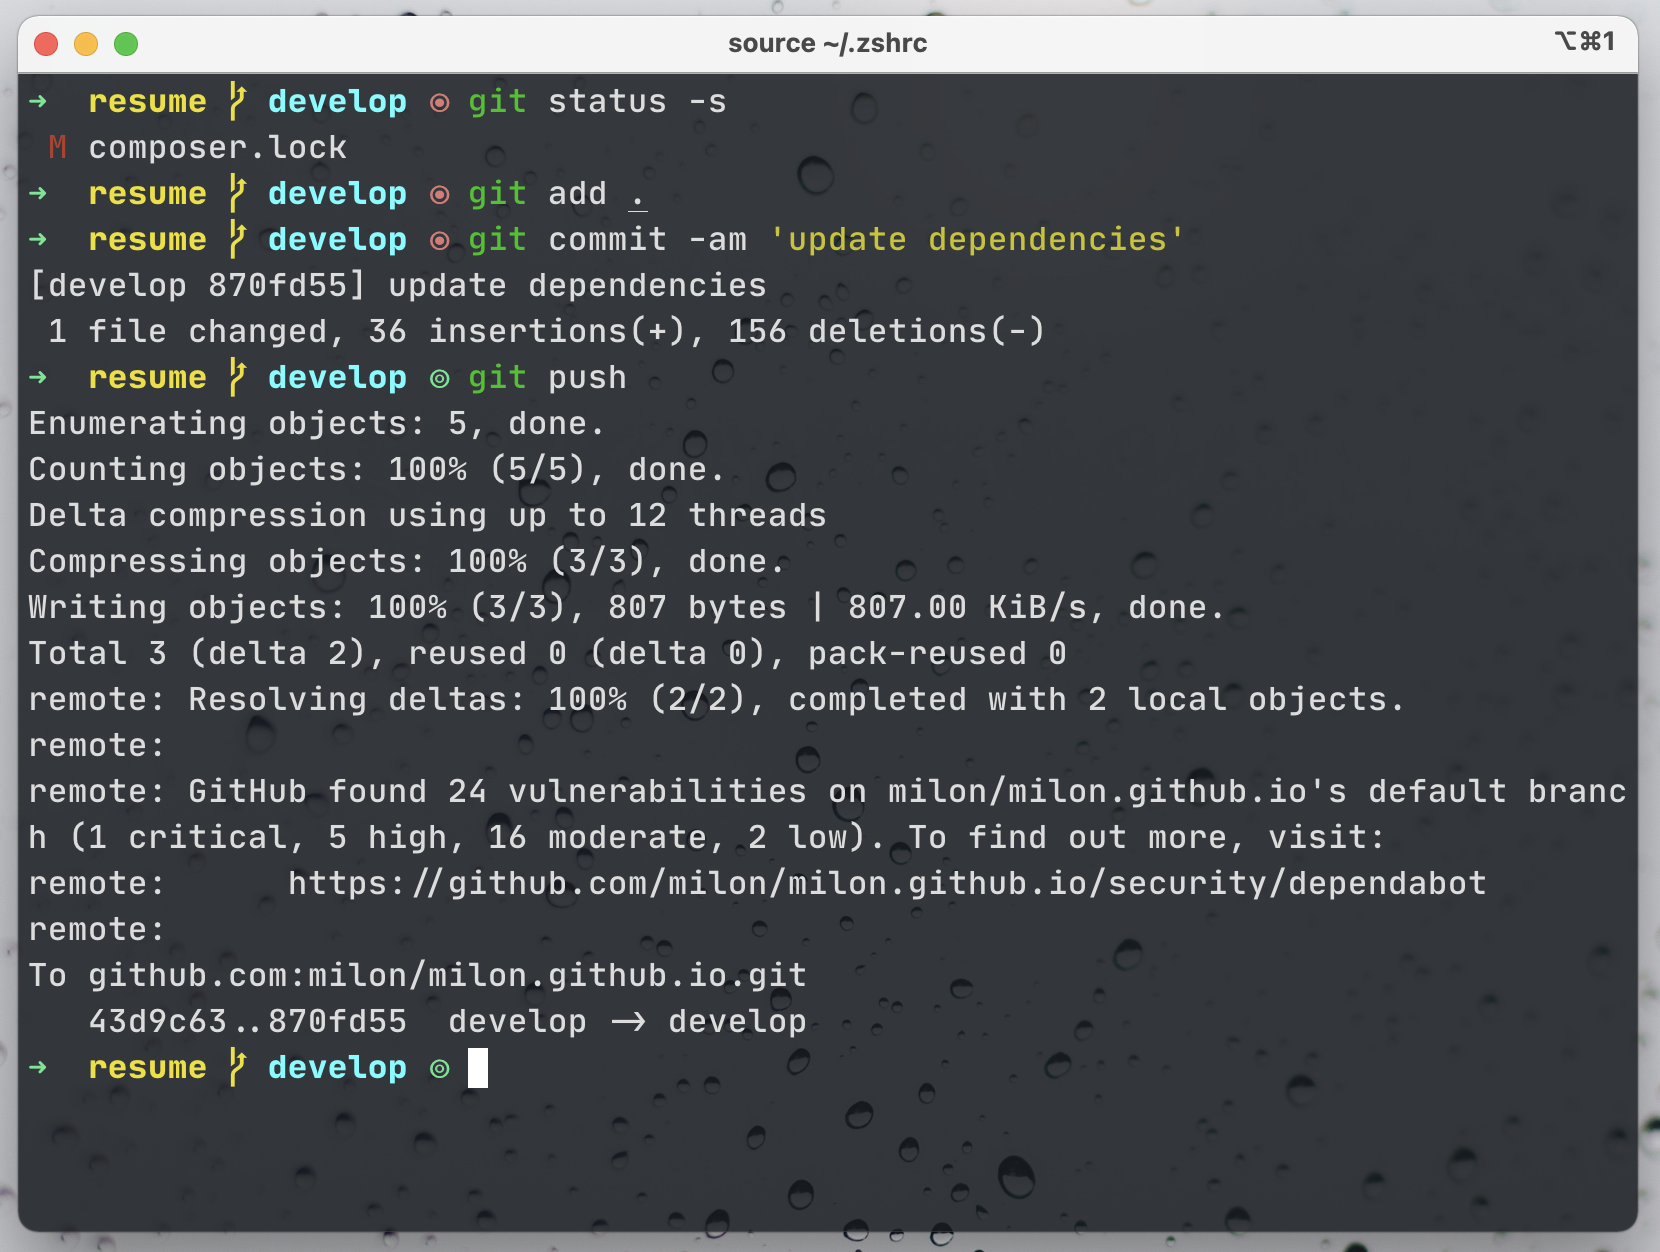 source ~/.zshrc
⌥⌘1
➜ resume develop ◉ git status -s
M composer.lock
➜ resume develop ◉ git add .
➜ resume develop ◉ git commit -am 'update dependencies'
[develop 870fd55] update dependencies
1 file changed, 36 insertions(+), 156 deletions(-)
➜ resume develop ◎ git push
Enumerating objects: 5, done.
Counting objects: 100% (5/5), done.
Delta compression using up to 12 threads
Compressing objects: 100% (3/3), done.
Writing objects: 100% (3/3), 807 bytes | 807.00 KiB/s, done.
Total 3 (delta 2), reused 0 (delta 0), pack-reused 0
remote: Resolving deltas: 100% (2/2), completed with 2 local objects.
remote:
remote: GitHub found 24 vulnerabilities on milon/milon.github.io's default branc
h (1 critical, 5 high, 16 moderate, 2 low). To find out more, visit:
remote:      https://github.com/milon/milon.github.io/security/dependabot
remote:
To github.com:milon/milon.github.io.git
43d9c63..870fd55  develop -> develop
➜ resume develop ◎